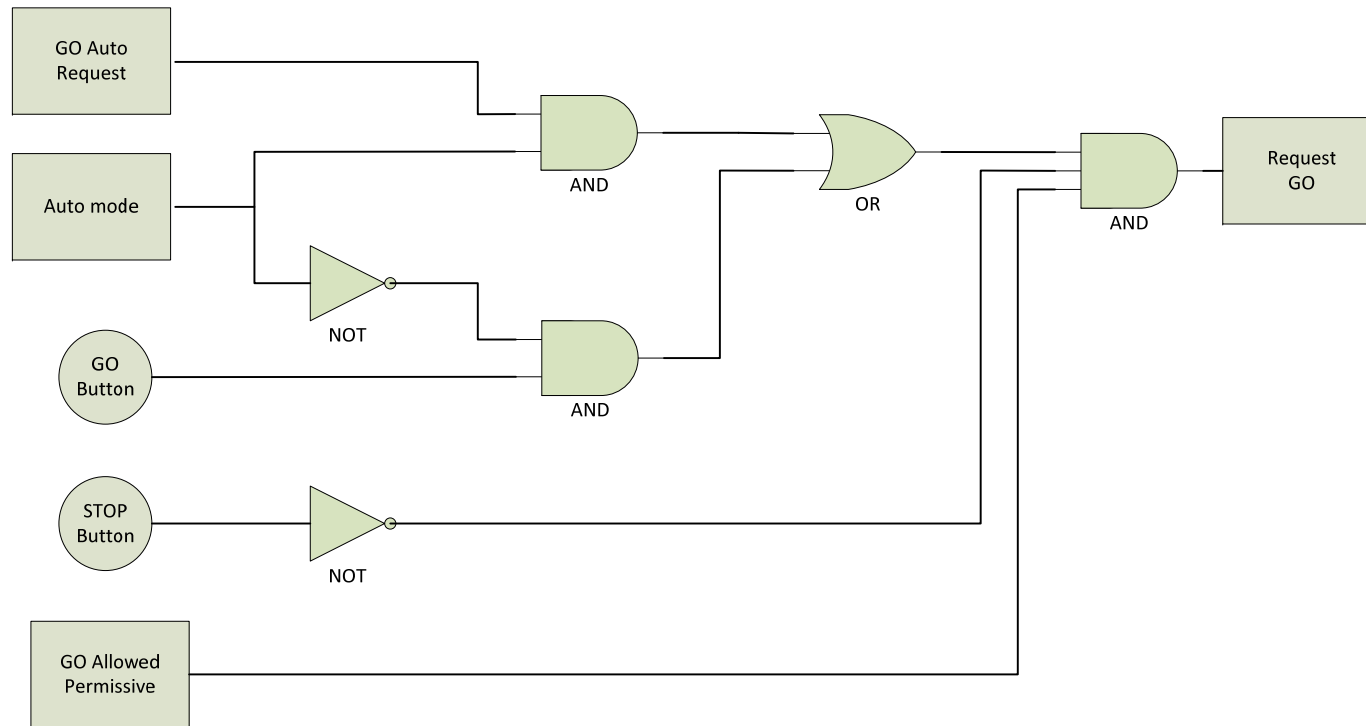 GO Auto
Request
AND
Auto mode
OR
Request
GO
AND
NOT
GO
Button
AND
STOP
Button
NOT
GO Allowed
Permissive